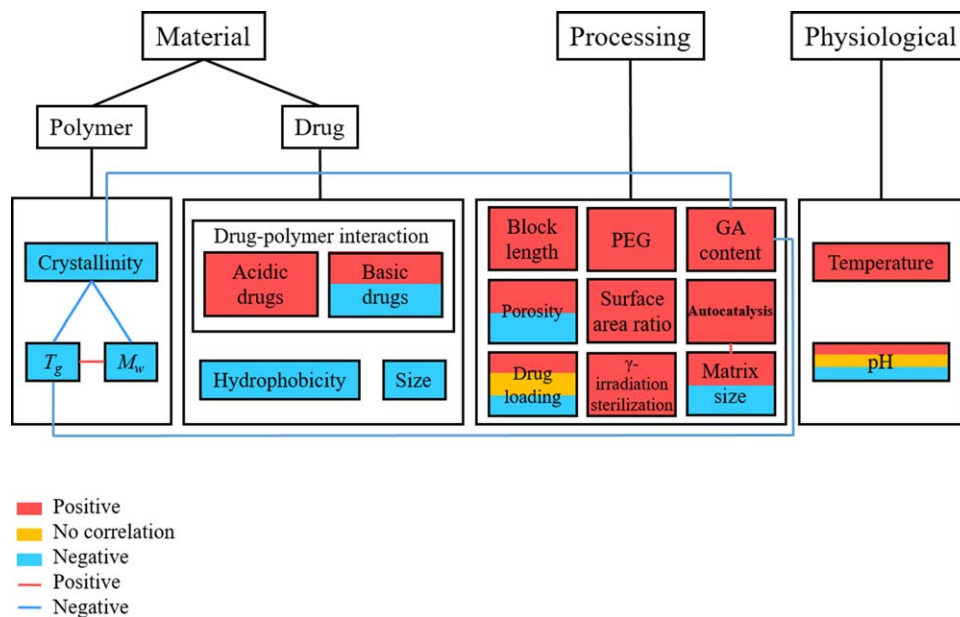 Material
Processing
Physiological
Polymer
Drug
Drug-polymer interaction
Acidic
drugs
Basic
drugs
Hydrophobicity
Size
Crystallinity
Tg
Mw
Block
length
PEG
GA
content
Porosity
Surface
area ratio
Autocatalysis
Drug
loading
γ-
irradiation
sterilization
Matrix
size
Temperature
pH
Positive
No correlation
Negative
Positive
Negative